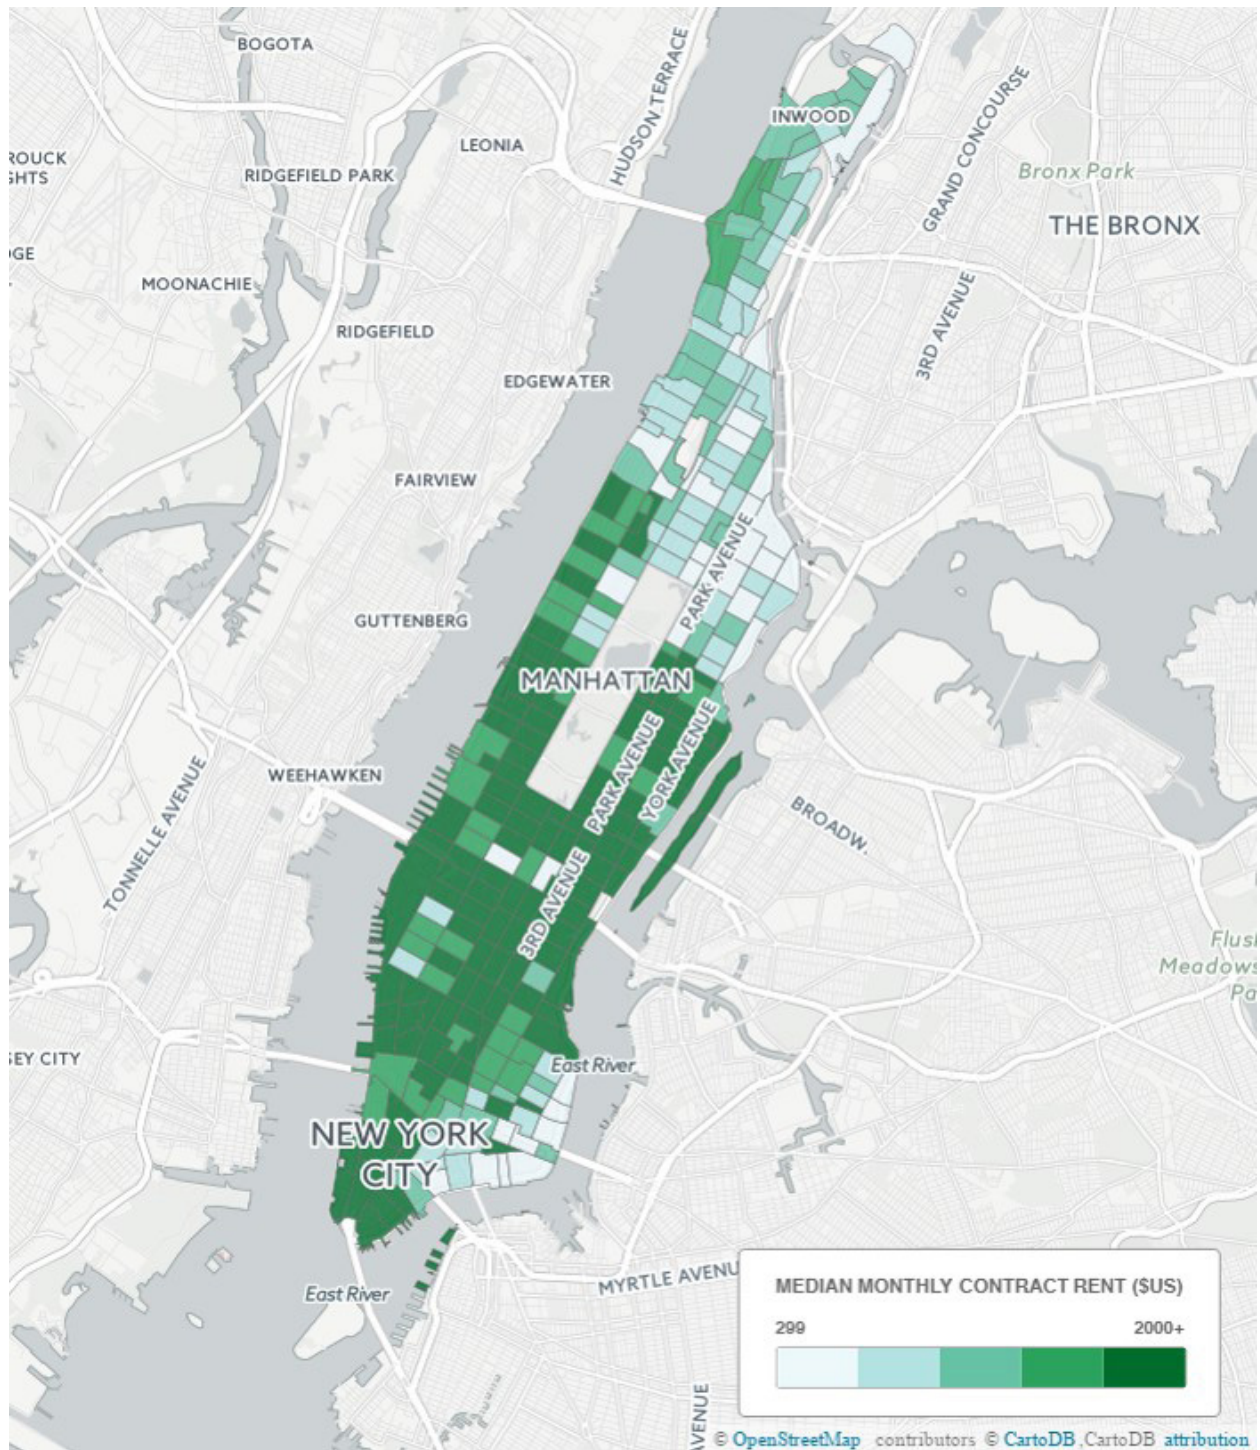 BOGOTA
HUDSON TERRACE
INWOOD
GRAND CONCOURSE
LEONIA
ROUCK
GHTS
RIDGEFIELD PARK
Bronx Park
THE BRONX
DGE
MOONACHIE
RIDGEFIELD
3RD AVENUE
EDGEWATER
FAIRVIEW
PARK AVENUE
GUTTENBERG
MANHATTAN
PARK AVENUE
YORK AVENUE
WEEHAWKEN
TONNELLE AVENUE
BROADW.
3RD AVENUE
Flush
Meadows
Pa
SEY CITY
East River
NEW YORK
CITY
East River
MYRTLE AVENU
MEDIAN MONTHLY CONTRACT RENT ($US)
299 2000+
VENUE
© OpenStreetMap contributors © CartoDB ,CartoDB attribution